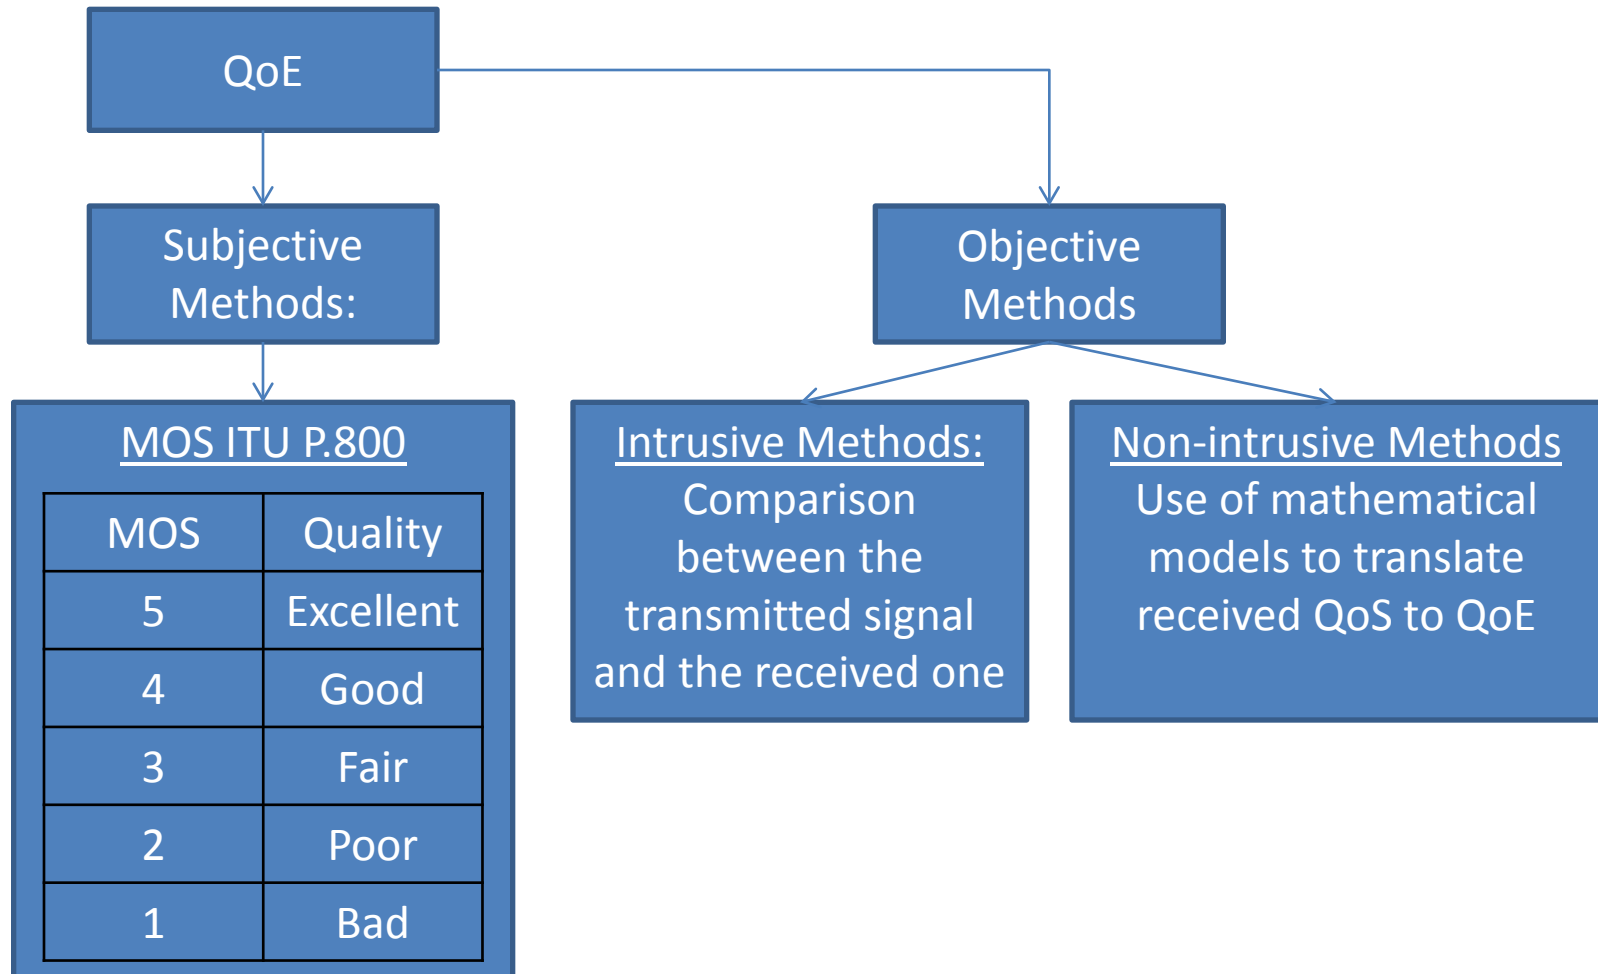 QoE
Subjective
Methods:
Objective
Methods
MOS ITU P.800
MOS Quality
5 Excellent
4 Good
3 Fair
2 Poor
1 Bad
Intrusive Methods:
Comparison
between the
transmitted signal
and the received one
Non-intrusive Methods
Use of mathematical
models to translate
received QoS to QoE